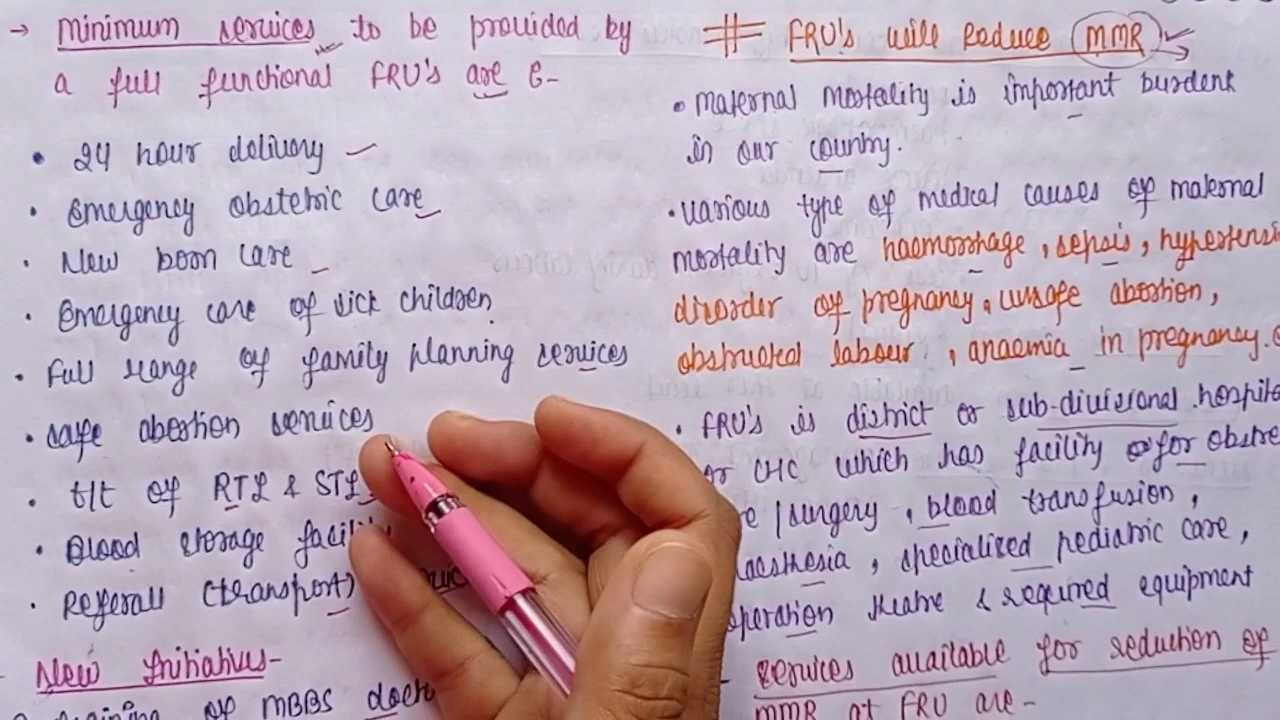 → Minimum services to be provided by
a full functional FRU's are :-
• 24 hour delivery
• Emergency obstetric care
• New born care
• Emergency care of sick children
• Full range of family planning services
• safe abortion services
• t/t of RTI & STI
• Blood storage
• Referall (transport)
New Initiatives-
of MBBS
# FRU's will Reduce MMR
• maternal mortality is important burdent
in our country.
• various type of medical causes of maternal
mortality are haemorrhage, sepsis,
disorder of pregnancy, unsafe abortion,
obstructed labour, anaemia in pregnancy.
• FRU's is district or sub-divisional
or CHC which has facility for
/surgery, blood transfusion,
specialized pediatric care,
operation theatre & required equipment
- services available for reduction of
MMR at FRU are -